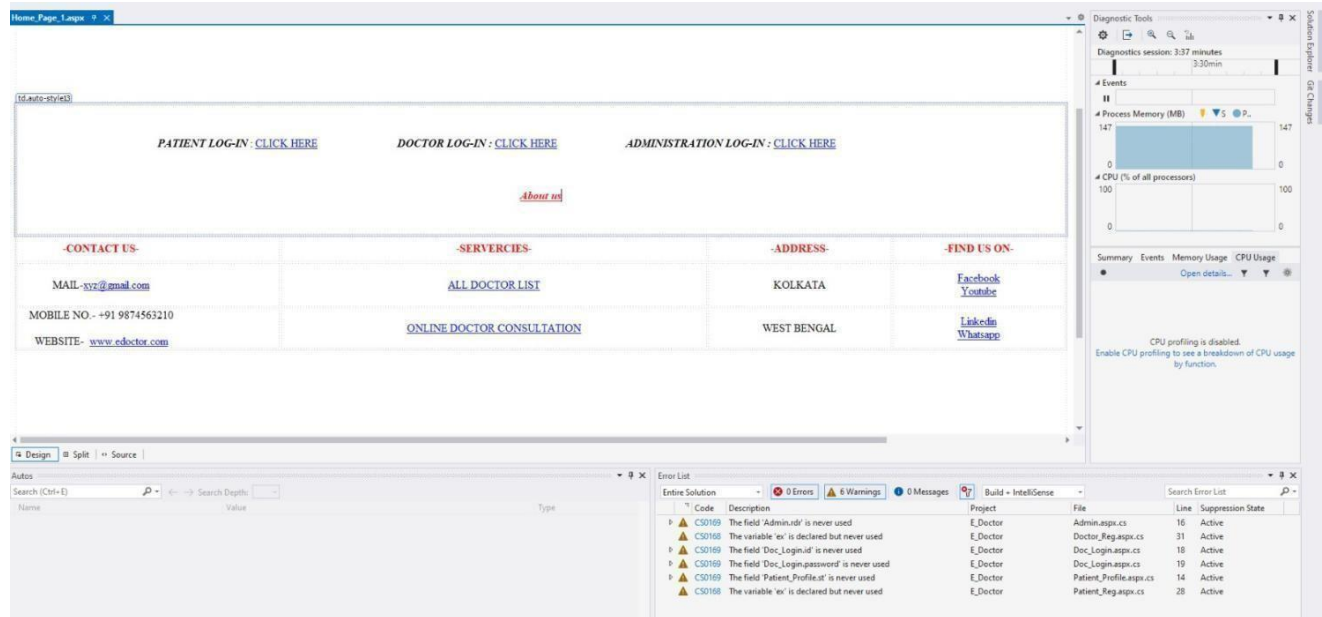 Home_Page_1.aspx
td.auto-style13
PATIENT LOG-IN : CLICK HERE DOCTOR LOG-IN : CLICK HERE ADMINISTRATION LOG-IN : CLICK HERE
About us
-CONTACT US- -SERVERCIES- -ADDRESS- -FIND US ON-
MAIL-xyz@gmail.com ALL DOCTOR LIST KOLKATA Facebook
Youtube
MOBILE NO.- +91 9874563210
WEBSITE- www.edoctor.com ONLINE DOCTOR CONSULTATION WEST BENGAL Linkedin
Whatsapp
Design Split Source
Diagnostic Tools
Diagnostics session: 3:37 minutes
3:30min
Events
Process Memory (MB) S P..
147 147
0 0
CPU (% of all processors)
100 100
0 0
Summary Events Memory Usage CPU Usage
Open details...
CPU profiling is disabled.
Enable CPU profiling to see a breakdown of CPU usage
by function.
Solution Explorer
Git Changes
Autos
Search (Ctrl+E) Search Depth:
Name Value Type
Error List
Entire Solution 0 Errors 6 Warnings 0 Messages Build + IntelliSense Search Error List
Code Description Project File Line Suppression State
CS0169 The field 'Admin.rdr' is never used E_Doctor Admin.aspx.cs 16 Active
CS0168 The variable 'ex' is declared but never used E_Doctor Doctor_Reg.aspx.cs 31 Active
CS0169 The field 'Doc_Login.id' is never used E_Doctor Doc_Login.aspx.cs 18 Active
CS0169 The field 'Doc_Login.password' is never used E_Doctor Doc_Login.aspx.cs 19 Active
CS0169 The field 'Patient_Profile.st' is never used E_Doctor Patient_Profile.aspx.cs 14 Active
CS0168 The variable 'ex' is declared but never used E_Doctor Patient_Reg.aspx.cs 28 Active